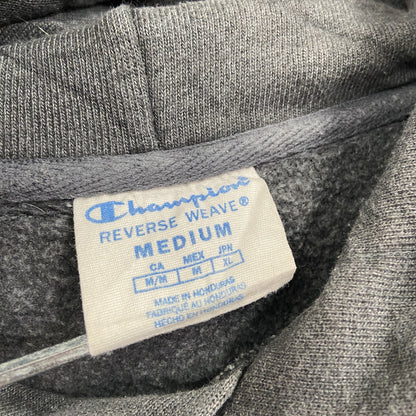 Champion
REVERSE WEAVE®
MEDIUM
CA MEX JPN
M/M M XL
MADE IN HONDURAS
FABRIQUÉ AU HONDURAS
HECHO EN HONDURAS